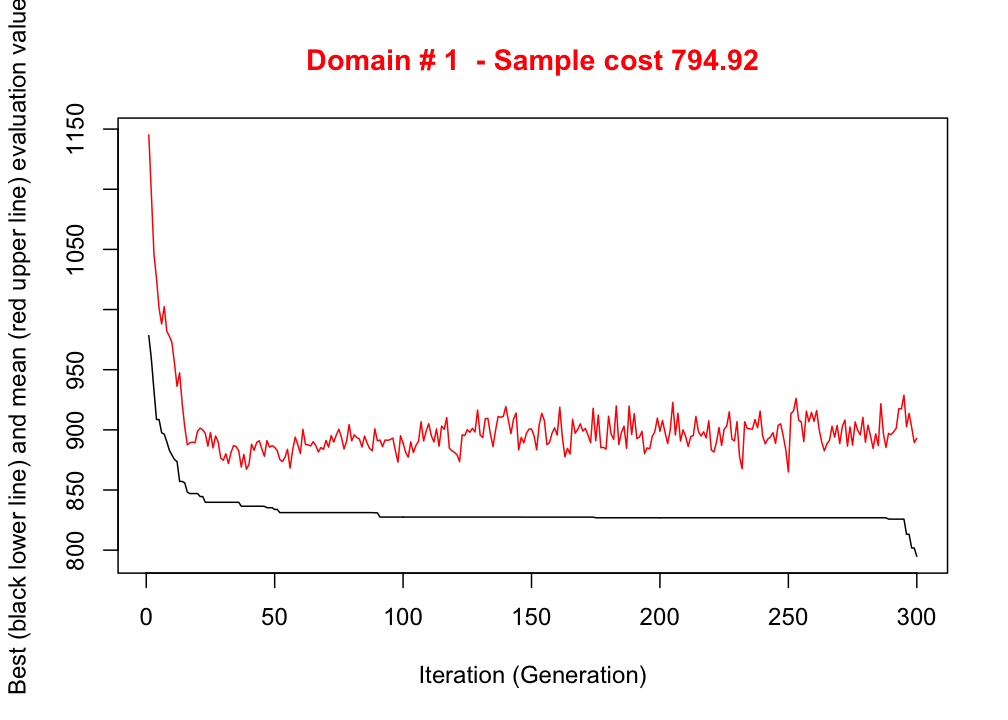 Domain # 1  - Sample cost 794.92
Best (black lower line) and mean (red upper line) evaluation value
1150
1050
950
900
850
800
0 50 100 150 200 250 300
Iteration (Generation)